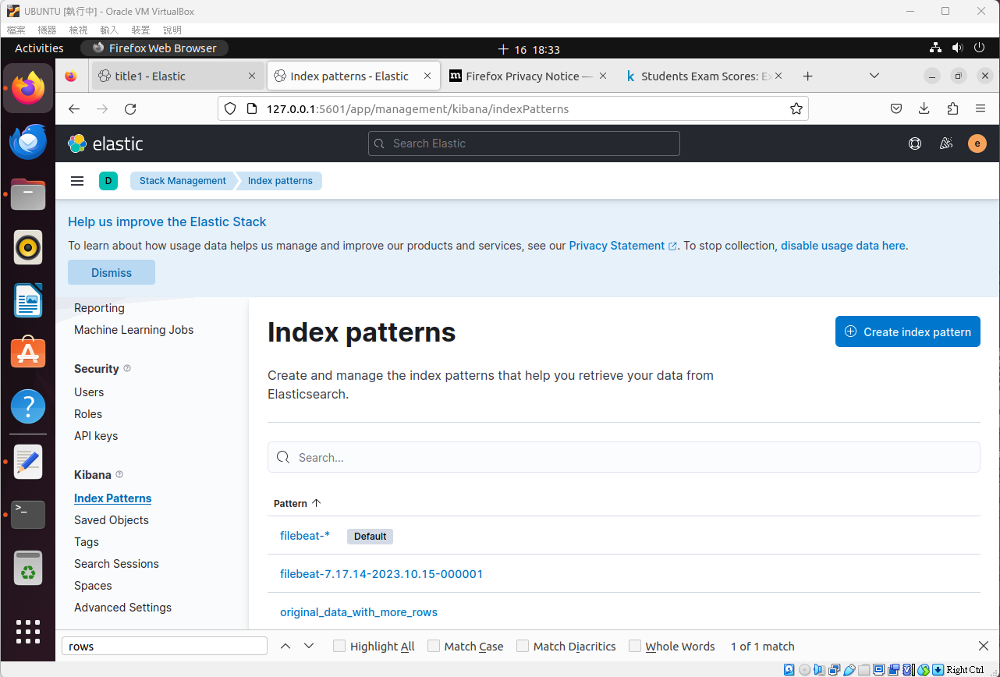 UBUNTU [執行中] - Oracle VM VirtualBox
檔案 機器 檢視 輸入 裝置 說明
Activities Firefox Web Browser 十 16 18:33
title1 - Elastic Index patterns - Elastic Firefox Privacy Notice — Students Exam Scores: Ex
127.0.0.1:5601/app/management/kibana/indexPatterns
elastic Search Elastic e
D Stack Management Index patterns
Help us improve the Elastic Stack
To learn about how usage data helps us manage and improve our products and services, see our Privacy Statement. To stop collection, disable usage data here.
Dismiss
Reporting
Machine Learning Jobs
Security
Users
Roles
API keys
Kibana
Index Patterns
Saved Objects
Tags
Search Sessions
Spaces
Advanced Settings
Index patterns
Create index pattern
Create and manage the index patterns that help you retrieve your data from
Elasticsearch.
Search...
Pattern
filebeat-* Default
filebeat-7.17.14-2023.10.15-000001
original_data_with_more_rows
rows Highlight All Match Case Match Diacritics Whole Words 1 of 1 match
Right Ctrl